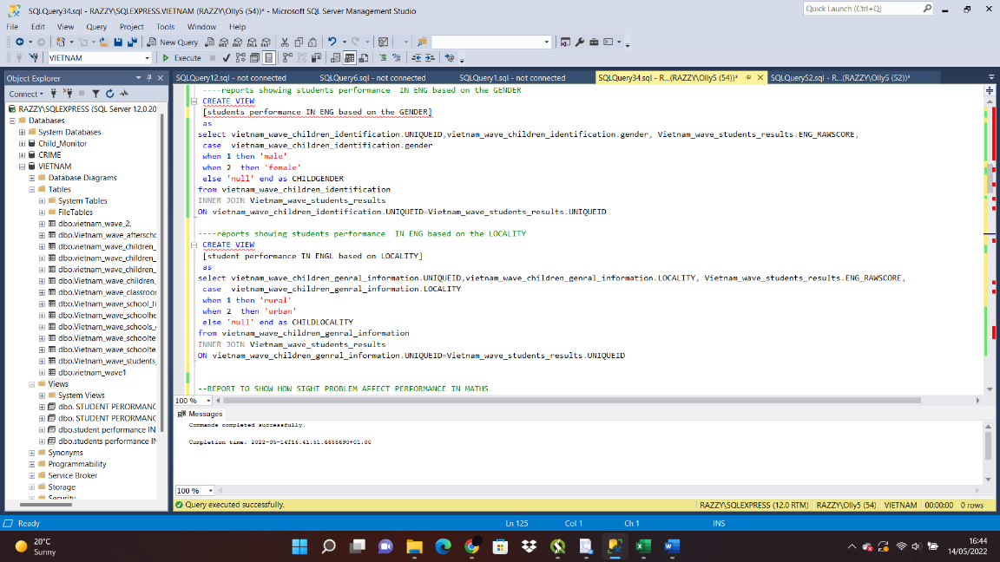 SQLQuery34.sql - RAZZY\SQLEXPRESS.VIETNAM (RAZZY\Olly5 (54))* - Microsoft SQL Server Management Studio
Quick Launch (Ctrl+Q)
File Edit View Query Project Tools Window Help
New Query
VIETNAM
Execute
Object Explorer
SQLQuery12.sql - not connected
SQLQuery6.sql - not connected
SQLQuery1.sql - not connected
SQLQuery34.sql - R...(RAZZY\Olly5 (54))*
SQLQuery52.sql - R...(RAZZY\Olly5 (52))*
Connect
RAZZY\SQLEXPRESS (SQL Server 12.0.20
Databases
System Databases
Child_Monitor
CRIME
VIETNAM
Database Diagrams
Tables
System Tables
FileTables
dbo.vietnam_wave_2.
dbo.Vietnam_wave_aftersch
dbo.vietnam_wave_children_
dbo.vietnam_wave_children_
dbo.vietnam_wave_children_
dbo.Vietnam_wave_children_
dbo.Vietnam_wave_classroo
dbo.Vietnam_wave_school_ti
dbo.Vietnam_wave_schoolhe
dbo.Vietnam_wave_schools_
dbo.Vietnam_wave_schoolte
dbo.Vietnam_wave_schoolte
dbo.Vietnam_wave_students_
dbo.vietnam_wave1
Views
System Views
dbo. STUDENT PERORMANC
dbo. STUDENT PERORMANC
dbo.student performance IN
dbo.students performance IN
Synonyms
Programmability
Service Broker
Storage
Security
----reports showing students performance  IN ENG based on the GENDER
CREATE VIEW
[students performance IN ENG based on the GENDER]
as
select vietnam_wave_children_identification.UNIQUEID,vietnam_wave_children_identification.gender, Vietnam_wave_students_results.ENG_RAWSCORE,
case  vietnam_wave_children_identification.gender
when 1 then 'male'
when 2  then 'female'
else 'null' end as CHILDGENDER
from vietnam_wave_children_identification
INNER JOIN Vietnam_wave_students_results
ON vietnam_wave_children_identification.UNIQUEID=Vietnam_wave_students_results.UNIQUEID
----reports showing students performance  IN ENG based on the LOCALITY
CREATE VIEW
[student performance IN ENGL based on LOCALITY]
as
select vietnam_wave_children_genral_information.UNIQUEID,vietnam_wave_children_genral_information.LOCALITY, Vietnam_wave_students_results.ENG_RAWSCORE,
case  vietnam_wave_children_genral_information.LOCALITY
when 1 then 'rural'
when 2  then 'urban'
else 'null' end as CHILDLOCALITY
from vietnam_wave_children_genral_information
INNER JOIN Vietnam_wave_students_results
ON vietnam_wave_children_genral_information.UNIQUEID=Vietnam_wave_students_results.UNIQUEID
--REPORT TO SHOW HOW SIGHT PROBLEM AFFECT PERFORMANCE IN MATHS
100 %
Messages
Commands completed successfully.
Completion time: 2022-05-14T16:41:51.6655690+01:00
100 %
Query executed successfully.
RAZZY\SQLEXPRESS (12.0 RTM) RAZZY\Olly5 (54) VIETNAM 00:00:00 0 rows
Ready
Ln 125 Col 1 Ch 1 INS
20°C
Sunny
16:44
14/05/2022